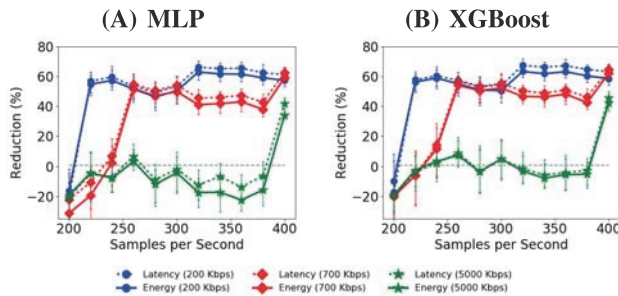 (A) MLP
(B) XGBoost
80
60
40
20
0
−20
Reduction (%)
200 250 300 350 400
Samples per Second
80
60
40
20
0
−20
Reduction (%)
200 250 300 350 400
Samples per Second
Latency (200 Kbps) Latency (700 Kbps) Latency (5000 Kbps)
Energy (200 Kbps) Energy (700 Kbps) Energy (5000 Kbps)